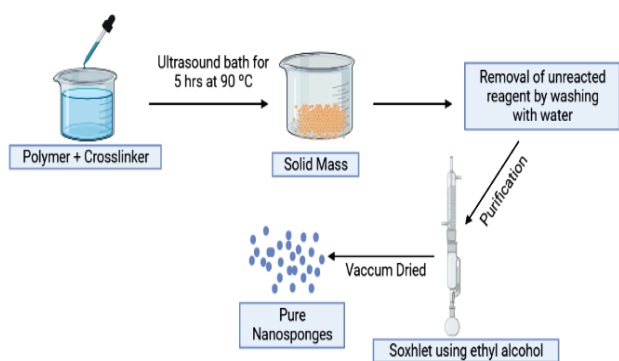 Ultrasound bath for
5 hrs at 90 ºC
Polymer + Crosslinker
Solid Mass
Removal of unreacted
reagent by washing
with water
Purification
Soxhlet using ethyl alcohol
Vaccum Dried
Pure
Nanosponges